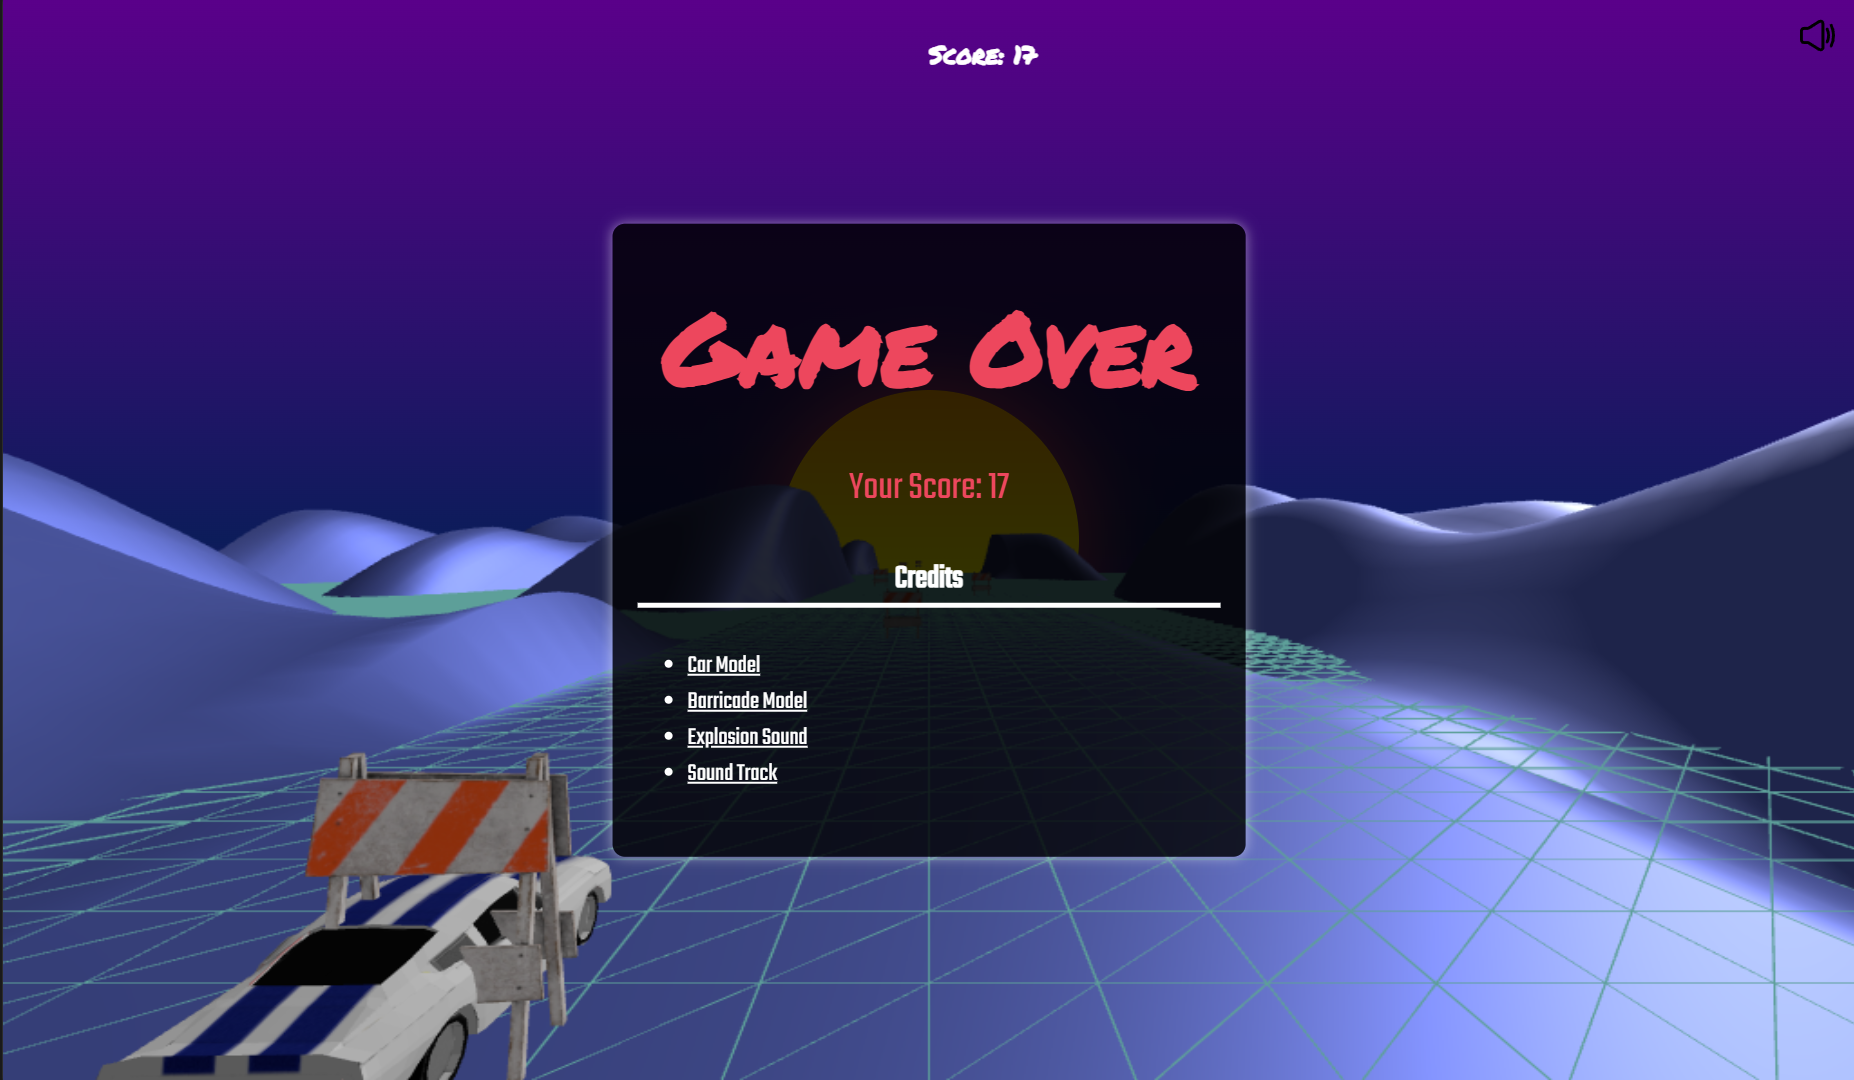 Score: 17
Game Over
Your Score: 17
Credits
Car Model
Barricade Model
Explosion Sound
Sound Track